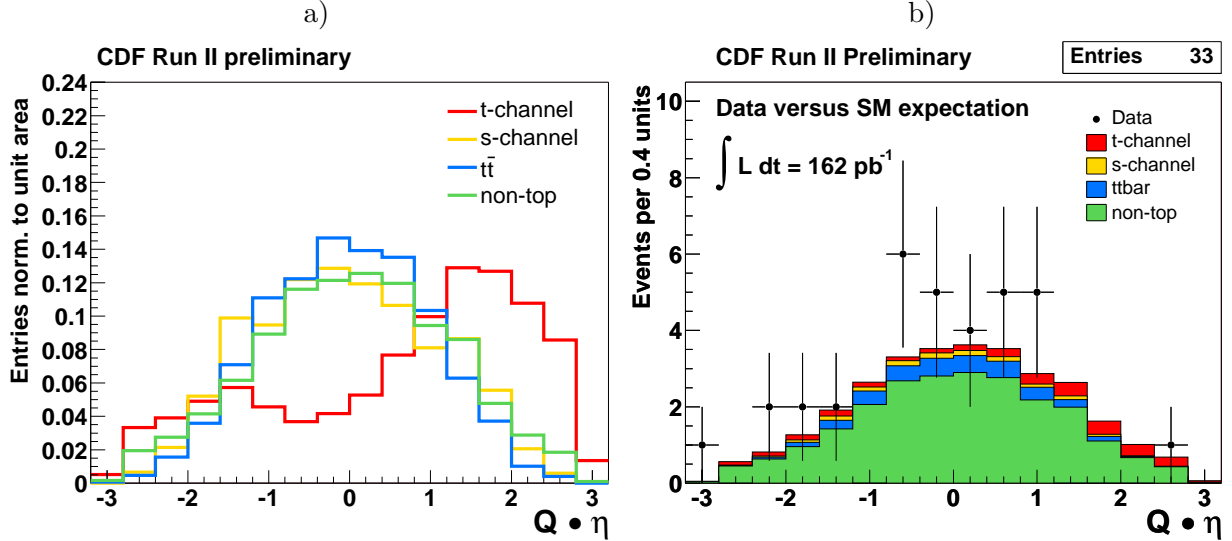 a)
CDF Run II preliminary
Entries norm. to unit area
0.24
0.22
0.2
0.18
0.16
0.14
0.12
0.1
0.08
0.06
0.04
0.02
0
t-channel
s-channel
tt̄
non-top
-3 -2 -1 0 1 2 3
Q • η
b)
CDF Run II Preliminary
Entries 33
Events per 0.4 units
10
8
6
4
2
0
Data versus SM expectation
∫ L dt = 162 pb⁻¹
Data
t-channel
s-channel
ttbar
non-top
-3 -2 -1 0 1 2 3
Q • η